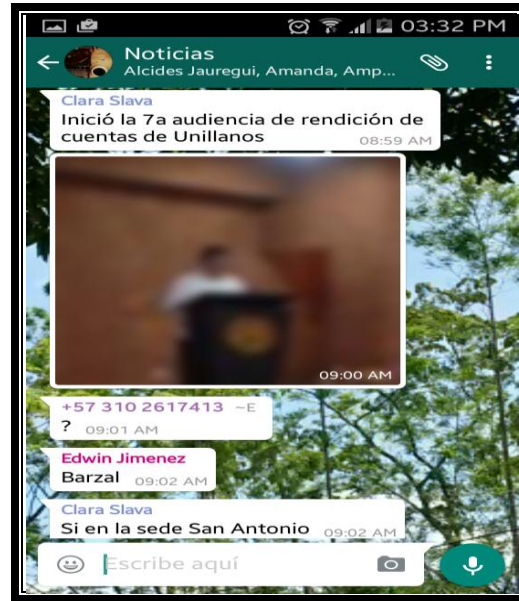 03:32 PM
Noticias
Alcides Jauregui, Amanda, Amp...
Clara Slava
Inició la 7a audiencia de rendición de
cuentas de Unillanos
08:59 AM
09:00 AM
+57 310 2617413 ~E
? 09:01 AM
Edwin Jimenez
Barzal 09:02 AM
Clara Slava
Si en la sede San Antonio 09:02 AM
Escribe aquí